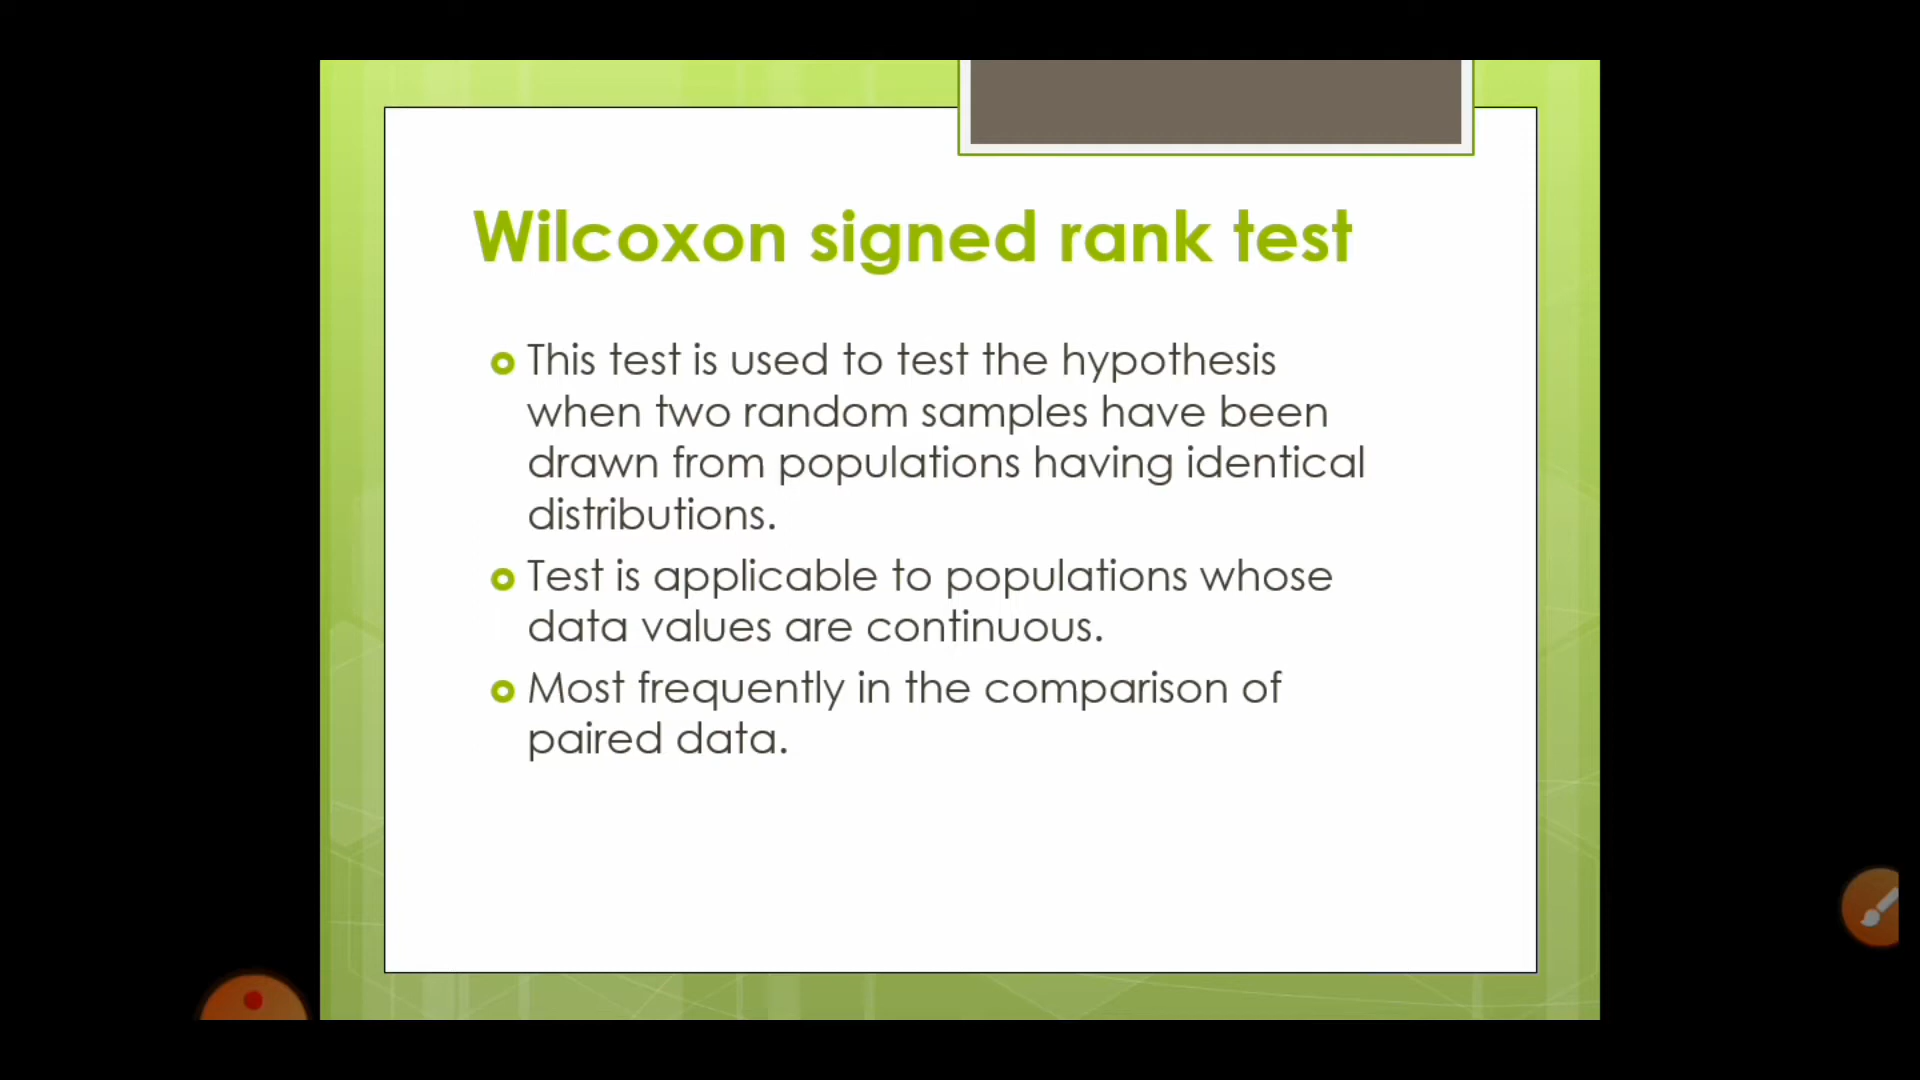 Wilcoxon signed rank test
This test is used to test the hypothesis
when two random samples have been
drawn from populations having identical
distributions.
Test is applicable to populations whose
data values are continuous.
Most frequently in the comparison of
paired data.